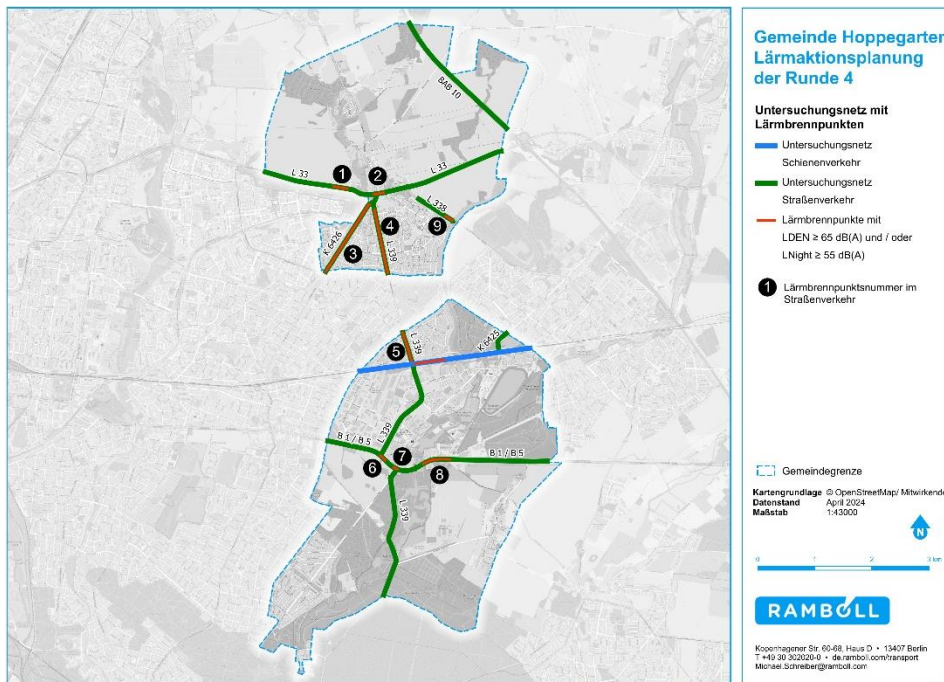 Gemeinde Hoppegarten
Lärmaktionsplanung
der Runde 4
Untersuchungsnetz mit
Lärmbrennpunkten
Untersuchungsnetz
Schienenverkehr
Untersuchungsnetz
Straßenverkehr
Lärmbrennpunkte mit
LDEN ≥ 65 dB(A) und / oder
LNight ≥ 55 dB(A)
1 Lärmbrennpunktsnummer im
Straßenverkehr
Gemeindegrenze
Kartengrundlage © OpenStreetMap/ Mitwirkende
Datenstand April 2024
Maßstab 1:43000
N
0 1 2 3 km
RAMBOLL
Kopenhagener Str. 60-68, Haus D • 13407 Berlin
T +49 30 302020-0 • de.ramboll.com/transport
Michael.Schreiber@ramboll.com
BAB 10
L 33
1
2
L 33
L 338
9
K 6426
4
3
L 339
5
L 339
K 6425
L 339
B 1 / B 5
7
6
8
B 1 / B 5
L 339